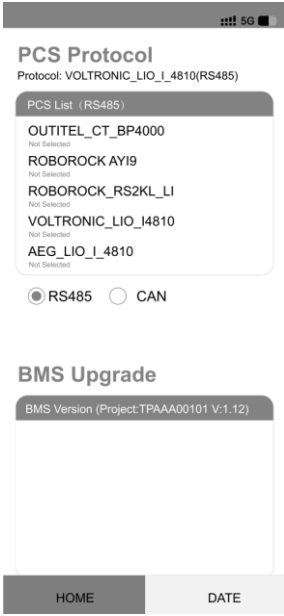 5G
PCS Protocol
Protocol: VOLTRONIC_LIO_I_4810(RS485)
PCS List（RS485）
OUTITEL_CT_BP4000
Not Selected
ROBOROCK AYI9
Not Selected
ROBOROCK_RS2KL_LI
Not Selected
VOLTRONIC_LIO_I4810
Not Selected
AEG_LIO_I_4810
Not Selected
RS485 CAN
BMS Upgrade
BMS Version (Project:TPAAA00101 V:1.12)
HOME DATE